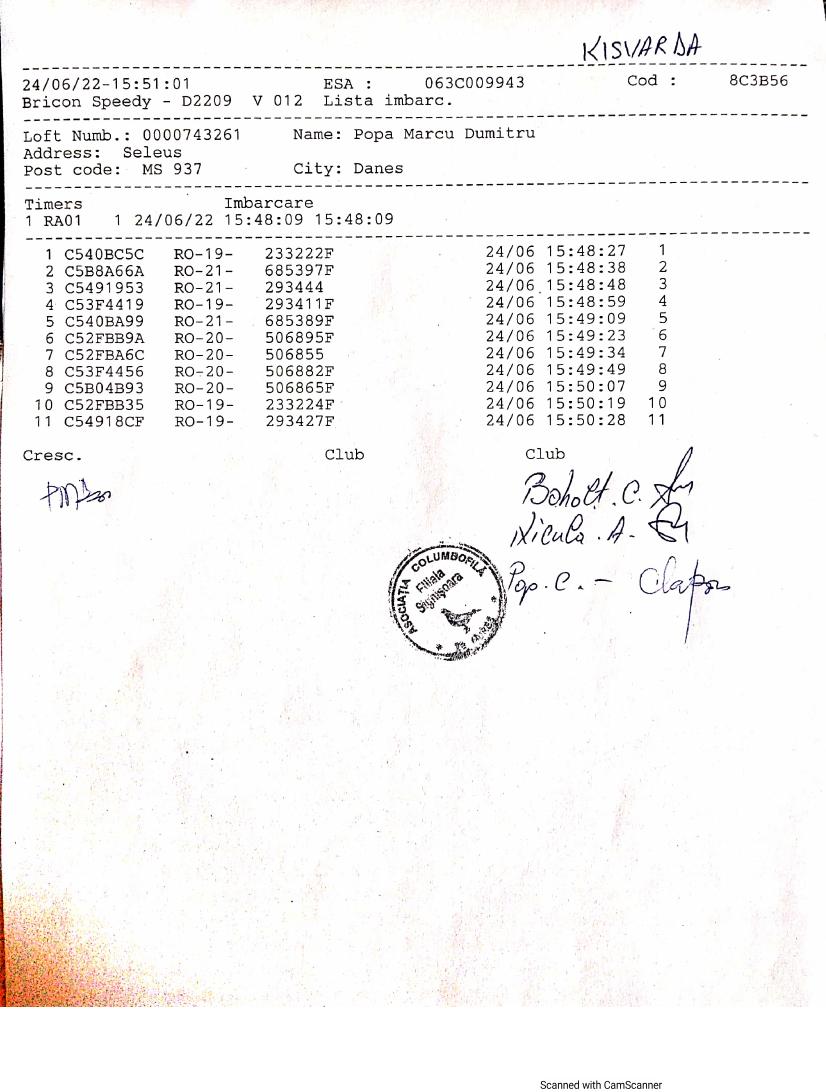 KISVARDA
24/06/22-15:51:01 ESA : 063C009943 Cod : 8C3B56
Bricon Speedy - D2209 V 012 Lista imbarc.
Loft Numb.: 0000743261 Name: Popa Marcu Dumitru
Address: Seleus
Post code: MS 937 City: Danes
Timers Imbarcare
1 RA01 1 24/06/22 15:48:09 15:48:09
1 C540BC5C RO-19- 233222F 24/06 15:48:27 1
2 C5B8A66A RO-21- 685397F 24/06 15:48:38 2
3 C5491953 RO-21- 293444 24/06 15:48:48 3
4 C53F4419 RO-19- 293411F 24/06 15:48:59 4
5 C540BA99 RO-21- 685389F 24/06 15:49:09 5
6 C52FBB9A RO-20- 506895F 24/06 15:49:23 6
7 C52FBA6C RO-20- 506855 24/06 15:49:34 7
8 C53F4456 RO-20- 506882F 24/06 15:49:49 8
9 C5B04B93 RO-20- 506865F 24/06 15:50:07 9
10 C52FBB35 RO-19- 233224F 24/06 15:50:19 10
11 C54918CF RO-19- 293427F 24/06 15:50:28 11
Cresc. Club Club
Boholt. C.
Nicula. A.
Pop. C. -
ASOCIAȚIA COLUMBOFILĂ
Filiala
Sighișoara
Scanned with CamScanner